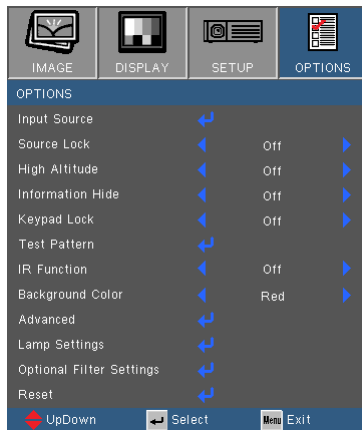 IMAGE DISPLAY SETUP OPTIONS
OPTIONS
Input Source
Source Lock Off
High Altitude Off
Information Hide Off
Keypad Lock Off
Test Pattern
IR Function Off
Background Color Red
Advanced
Lamp Settings
Optional Filter Settings
Reset
UpDown Select Menu Exit